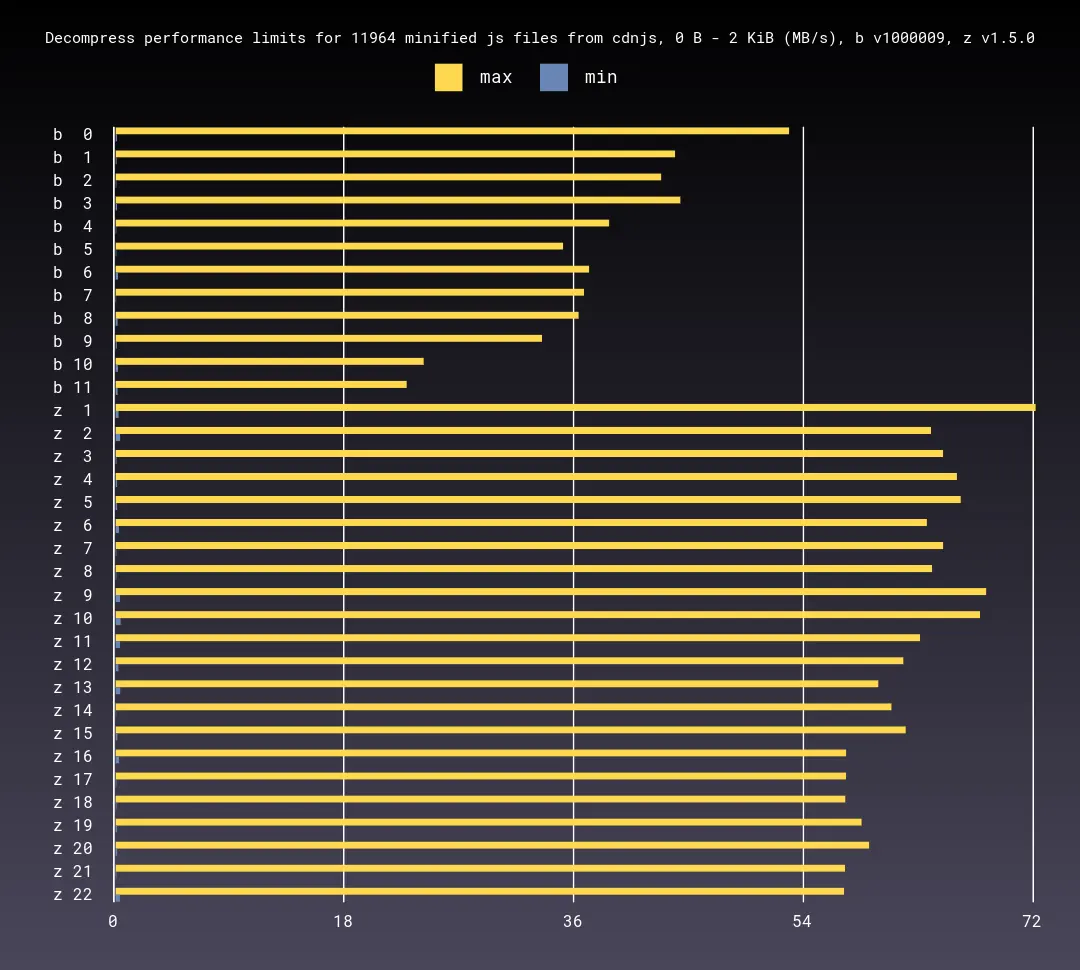 Decompress performance limits for 11964 minified js files from cdnjs, 0 B - 2 KiB (MB/s), b v1000009, z v1.5.0
max min
b 0
b 1
b 2
b 3
b 4
b 5
b 6
b 7
b 8
b 9
b 10
b 11
z 1
z 2
z 3
z 4
z 5
z 6
z 7
z 8
z 9
z 10
z 11
z 12
z 13
z 14
z 15
z 16
z 17
z 18
z 19
z 20
z 21
z 22
0 18 36 54 72